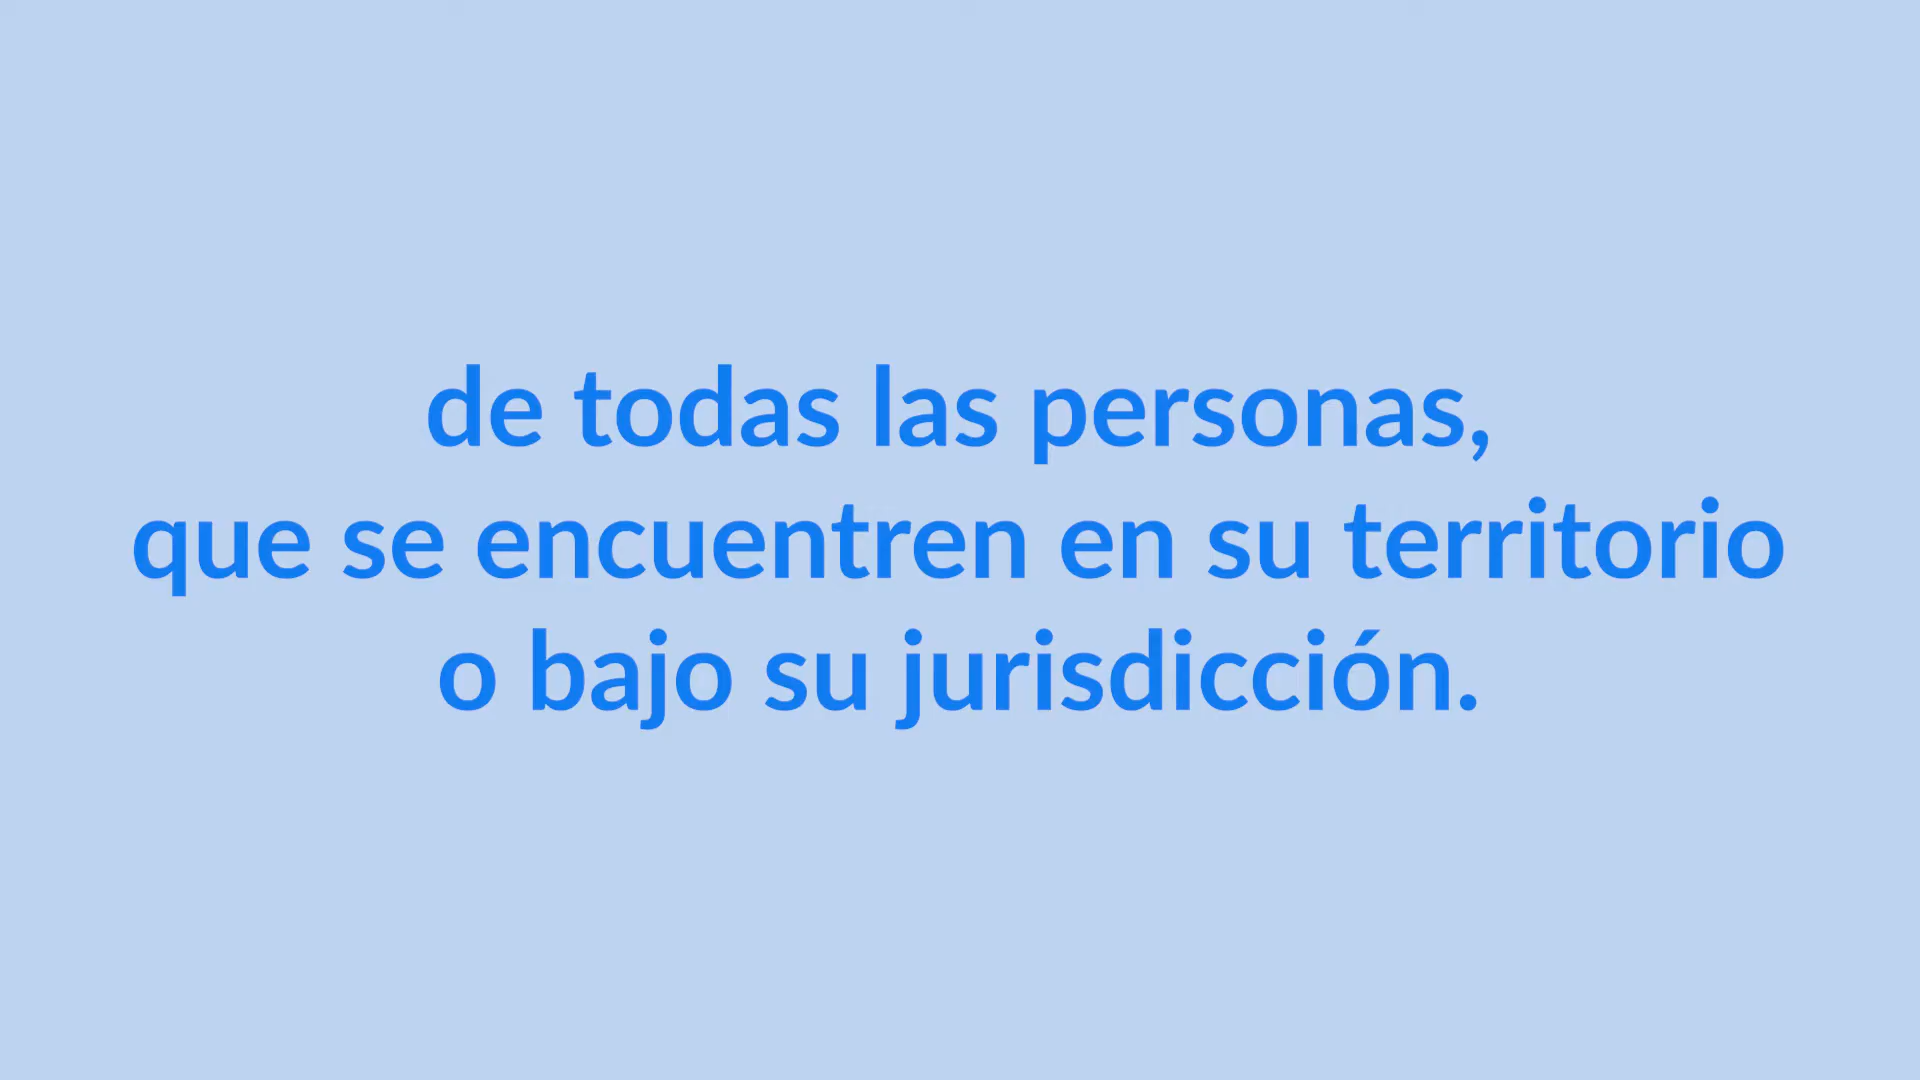 de todas las personas,
que se encuentren en su territorio
o bajo su jurisdicción.